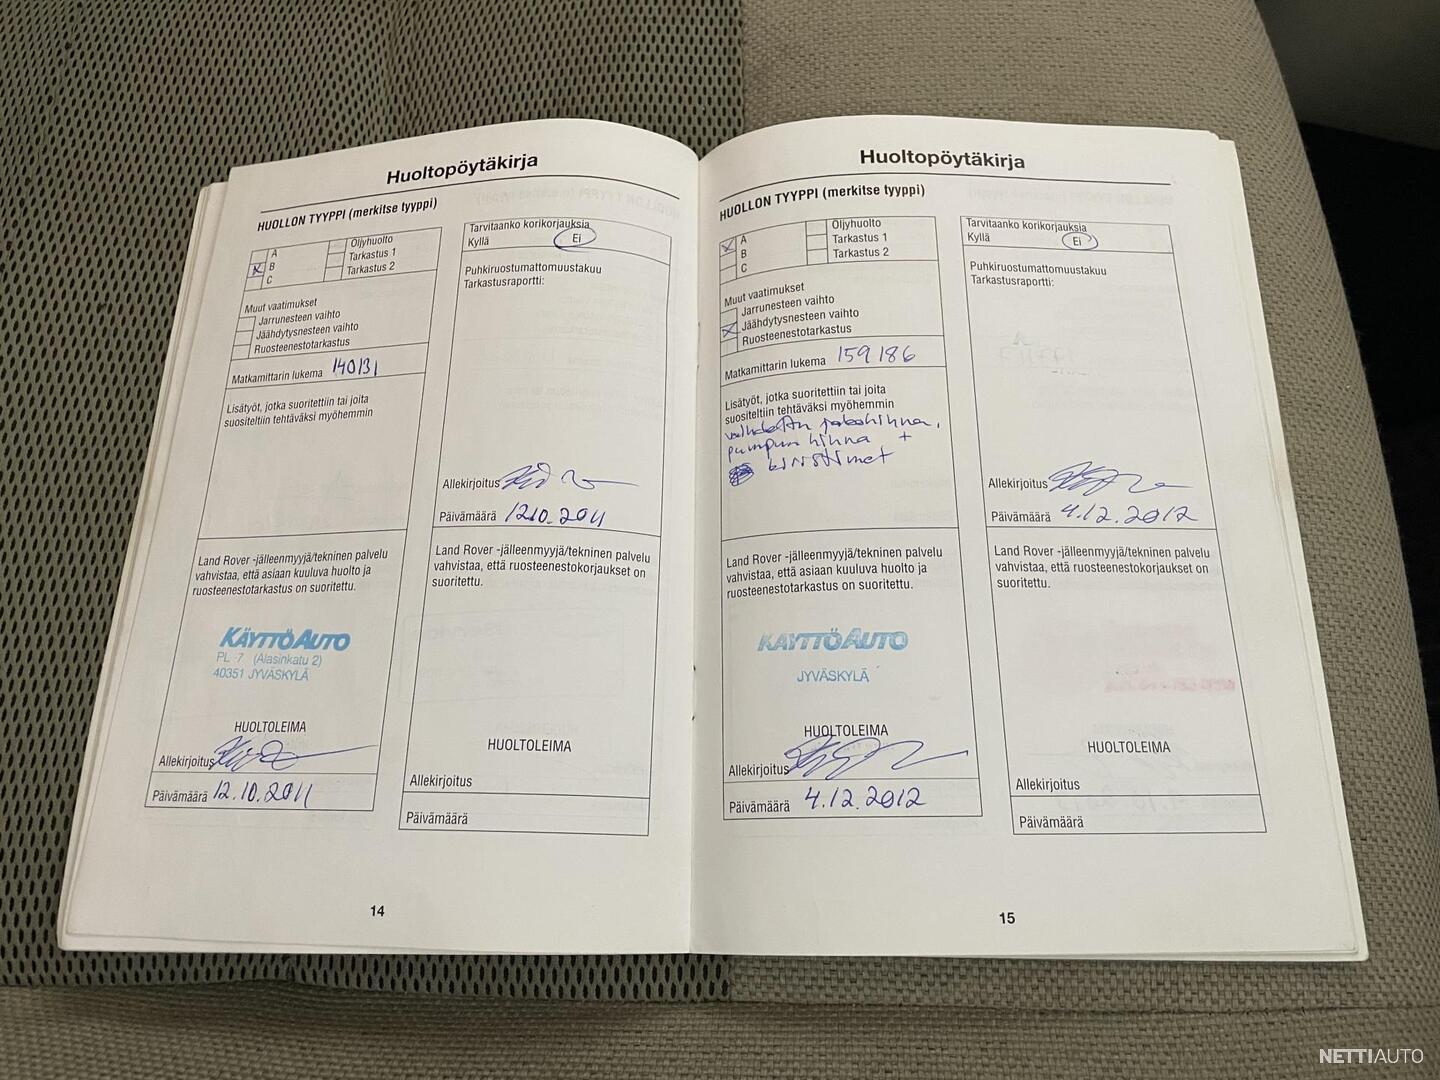 Huoltopöytäkirja
HUOLLON TYYPPI (merkitse tyyppi)
A
B
C
Öljyhuolto
Tarkastus 1
Tarkastus 2
Muut vaatimukset
Jarrunesteen vaihto
Jäähdytysnesteen vaihto
Ruosteenestotarkastus
Matkamittarin lukema 140131
Lisätyöt, jotka suoritettiin tai joita
suositeltiin tehtäväksi myöhemmin
Land Rover -jälleenmyyjä/tekninen palvelu
vahvistaa, että asiaan kuuluva huolto ja
ruosteenestotarkastus on suoritettu.
KÄYTTÖAUTO
PL 7 (Alasinkatu 2)
40351 JYVÄSKYLÄ
HUOLTOLEIMA
Allekirjoitus
Päivämäärä 12.10.2011
Tarvitaanko korikorjauksia
Kyllä Ei
Puhkiruostumattomuustakuu
Tarkastusraportti:
Allekirjoitus
Päivämäärä 12.10.2011
Land Rover -jälleenmyyjä/tekninen palvelu
vahvistaa, että ruosteenestokorjaukset on
suoritettu.
HUOLTOLEIMA
Allekirjoitus
Päivämäärä
14
Huoltopöytäkirja
HUOLLON TYYPPI (merkitse tyyppi)
A
B
C
Öljyhuolto
Tarkastus 1
Tarkastus 2
Muut vaatimukset
Jarrunesteen vaihto
Jäähdytysnesteen vaihto
Ruosteenestotarkastus
Matkamittarin lukema 159186
Lisätyöt, jotka suoritettiin tai joita
suositeltiin tehtäväksi myöhemmin
vaihdettu jakohihna,
pumpun hihna +
kiristimet
Land Rover -jälleenmyyjä/tekninen palvelu
vahvistaa, että asiaan kuuluva huolto ja
ruosteenestotarkastus on suoritettu.
KÄYTTÖAUTO
JYVÄSKYLÄ
HUOLTOLEIMA
Allekirjoitus
Päivämäärä 4.12.2012
Tarvitaanko korikorjauksia
Kyllä Ei
Puhkiruostumattomuustakuu
Tarkastusraportti:
Allekirjoitus
Päivämäärä 4.12.2012
Land Rover -jälleenmyyjä/tekninen palvelu
vahvistaa, että ruosteenestokorjaukset on
suoritettu.
HUOLTOLEIMA
Allekirjoitus
Päivämäärä
15
NETTIAUTO